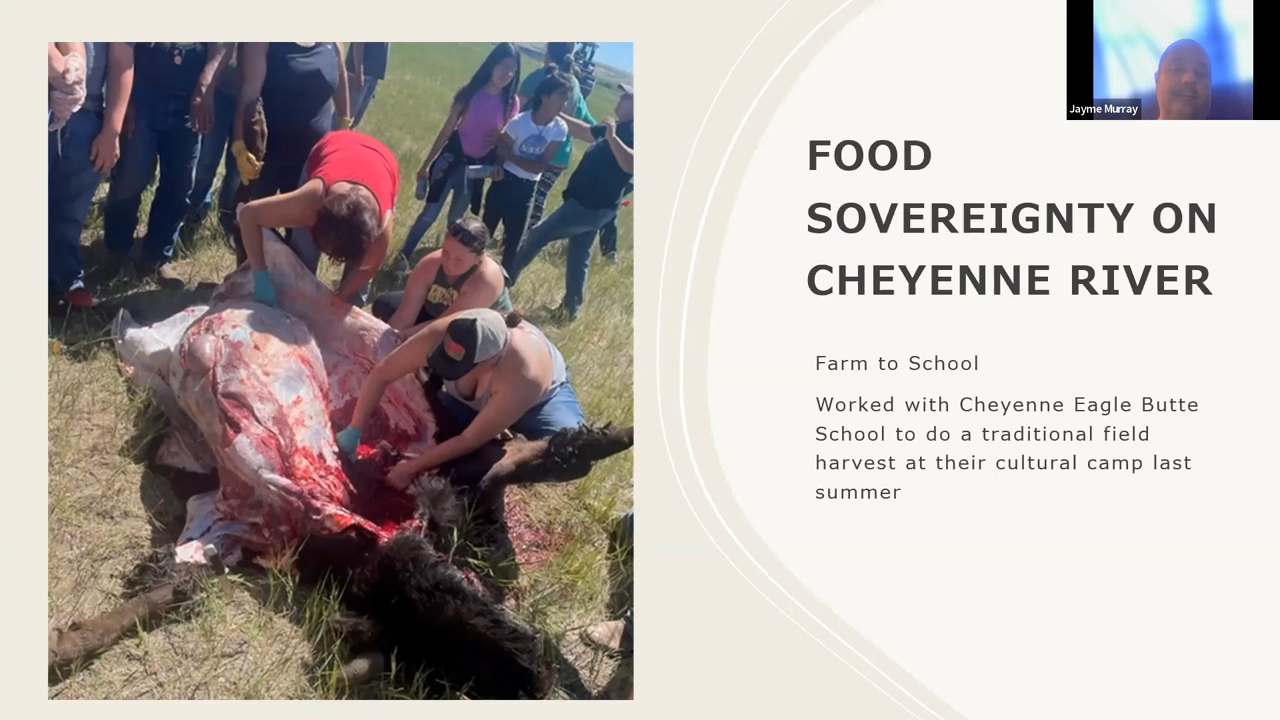 Jayme Murray
FOOD
SOVEREIGNTY ON
CHEYENNE RIVER
Farm to School
Worked with Cheyenne Eagle Butte
School to do a traditional field
harvest at their cultural camp last
summer